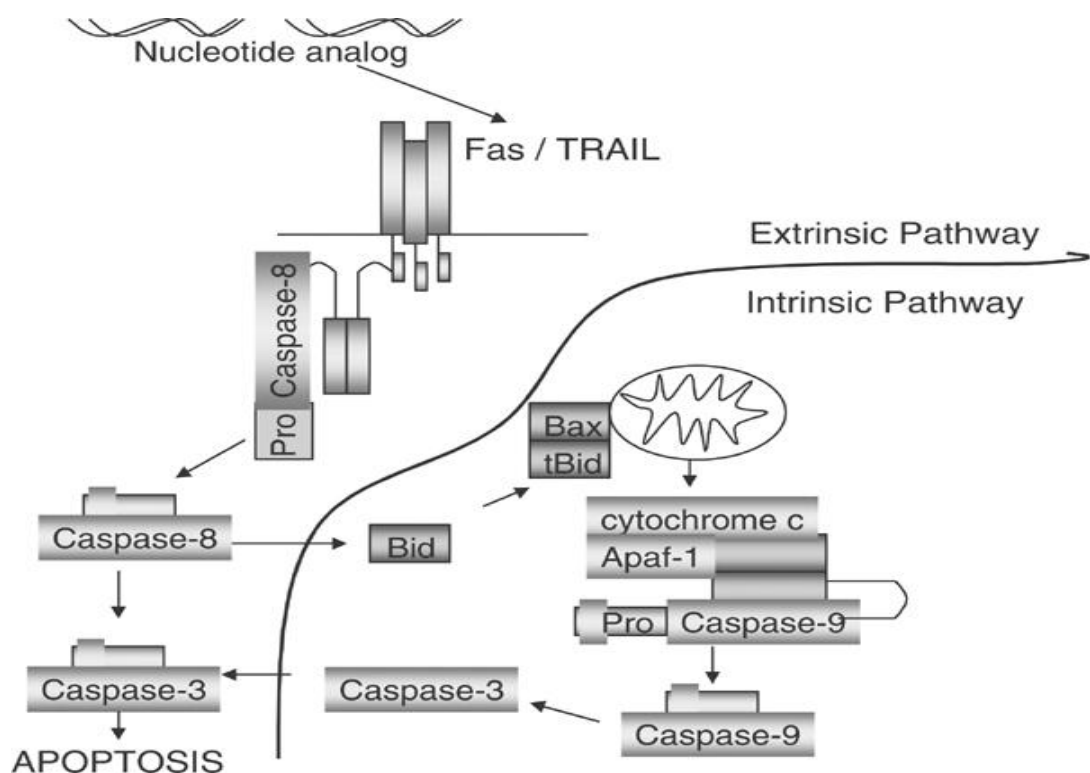 Nucleotide analog
Fas / TRAIL
Extrinsic Pathway
Intrinsic Pathway
Pro Caspase-8
Bax
tBid
cytochrome c
Caspase-8
Bid
Apaf-1
Pro Caspase-9
Caspase-3
Caspase-3
Caspase-9
APOPTOSIS